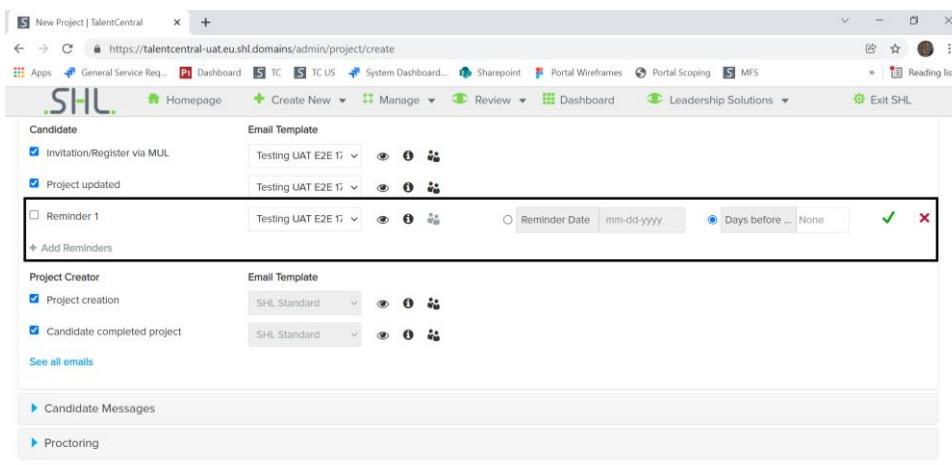 New Project | TalentCentral
https://talentcentral-uat.eu.shl.domains/admin/project/create
Apps General Service Req... P1 Dashboard S TC S TC US System Dashboard... Sharepoint Portal Wireframes Portal Scoping S MFS » Reading lis
.SHL. Homepage Create New Manage Review Dashboard Leadership Solutions Exit SHL
Candidate Email Template
Invitation/Register via MUL Testing UAT E2E 17
Project updated Testing UAT E2E 17
Reminder 1 Testing UAT E2E 17 Reminder Date mm-dd-yyyy Days before ... None
+ Add Reminders
Project Creator Email Template
Project creation SHL Standard
Candidate completed project SHL Standard
See all emails
Candidate Messages
Proctoring